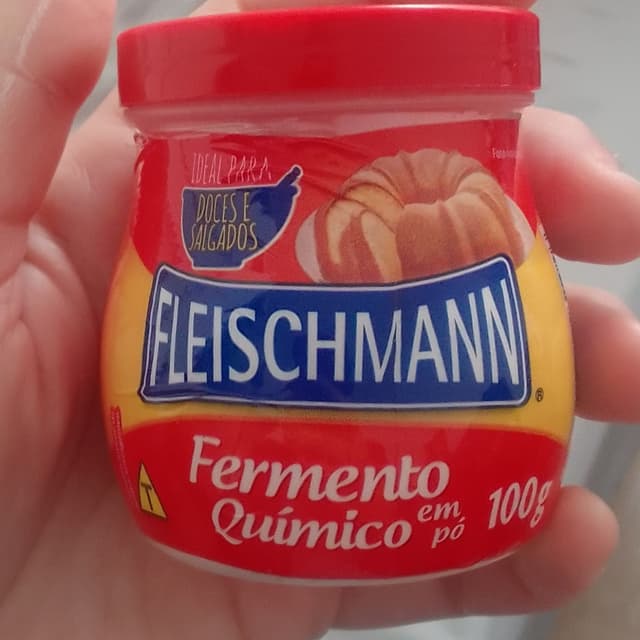 IDEAL PARA
DOCES E
SALGADOS
FLEISCHMANN®
Fermento
Químico em pó
100g
T